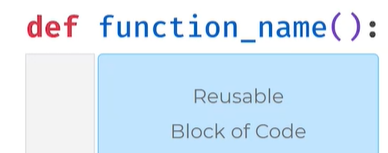 def function_name():
Reusable
Block of Code